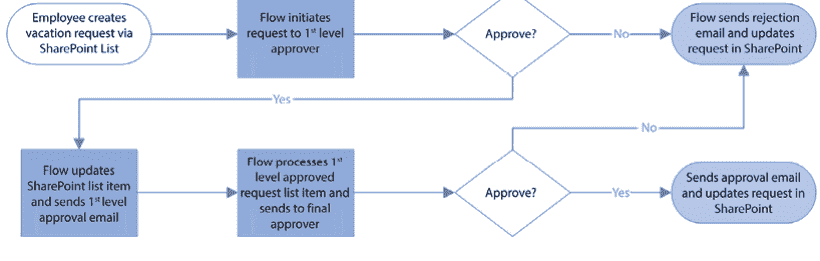 Employee creates
vacation request via
SharePoint List
Flow initiates
request to 1st level
approver
Approve?
No
Flow sends rejection
email and updates
request in SharePoint
Yes
No
Flow updates
SharePoint list item
and sends 1st level
approval email
Flow processes 1st
level approved
request list item and
sends to final
approver
Approve?
Yes
Sends approval email
and updates request in
SharePoint